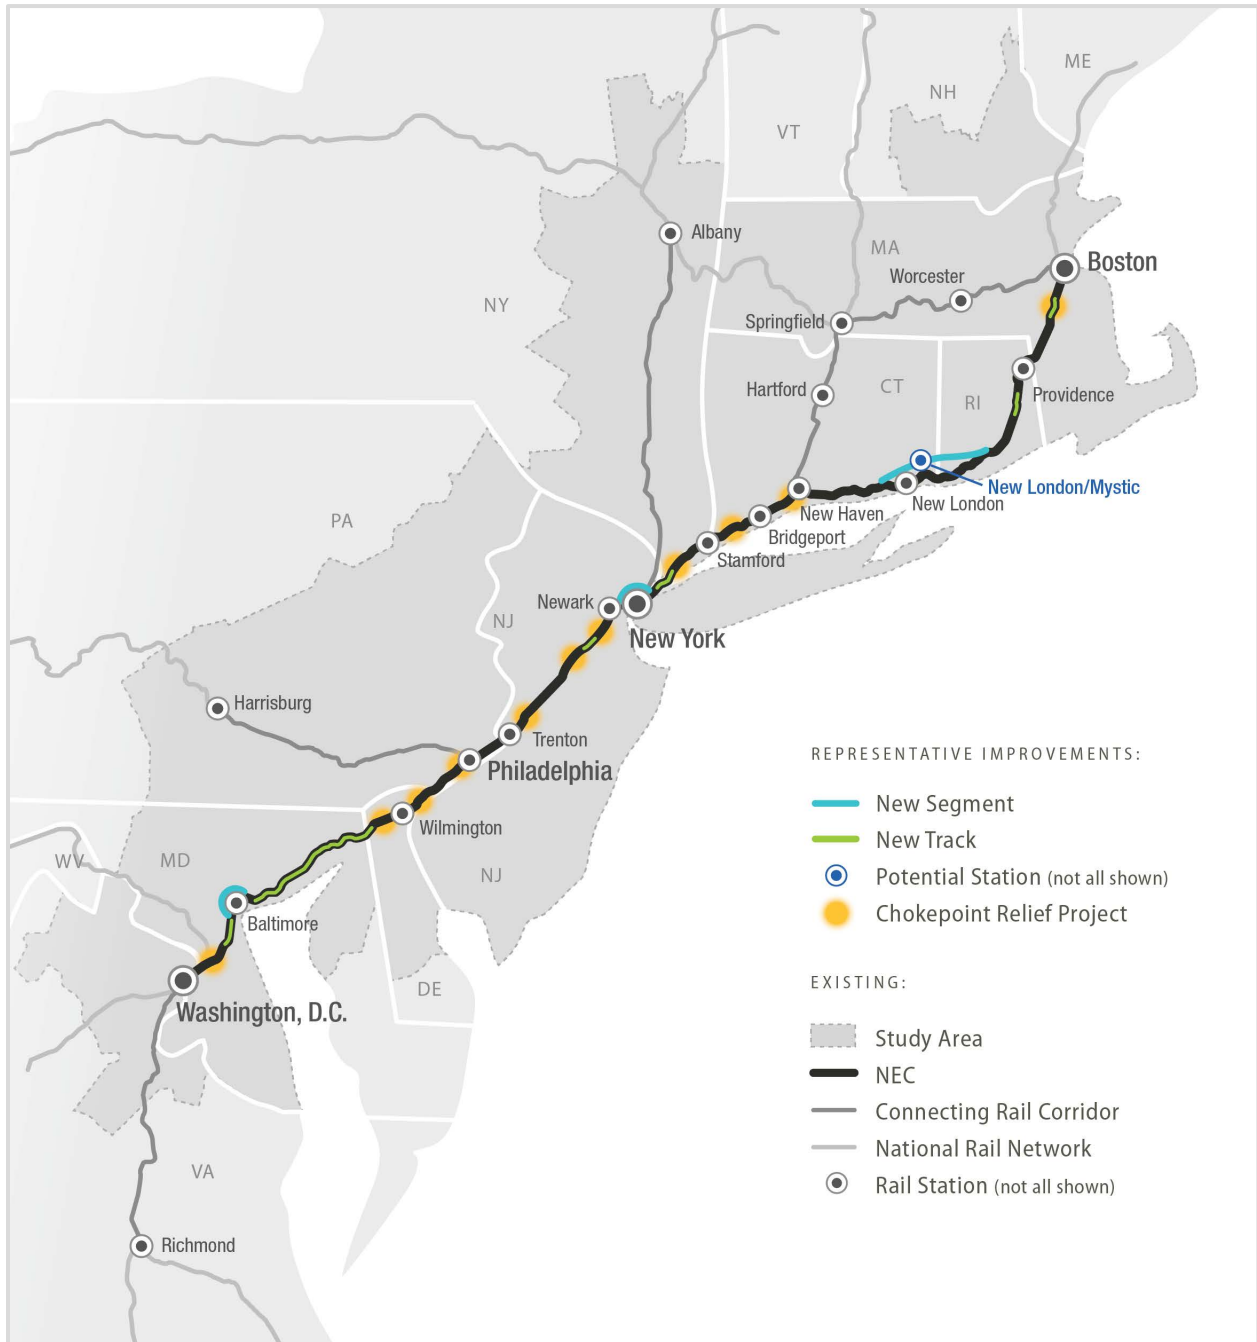 ME
NH
VT
Albany
MA
Boston
Worcester
NY
Springfield
Hartford
CT
RI
Providence
New London/Mystic
New London
New Haven
Bridgeport
Stamford
PA
Newark
NJ
New York
Harrisburg
Trenton
Philadelphia
Wilmington
WV
MD
NJ
Baltimore
DE
Washington, D.C.
VA
Richmond
REPRESENTATIVE IMPROVEMENTS:
New Segment
New Track
Potential Station (not all shown)
Chokepoint Relief Project
EXISTING:
Study Area
NEC
Connecting Rail Corridor
National Rail Network
Rail Station (not all shown)